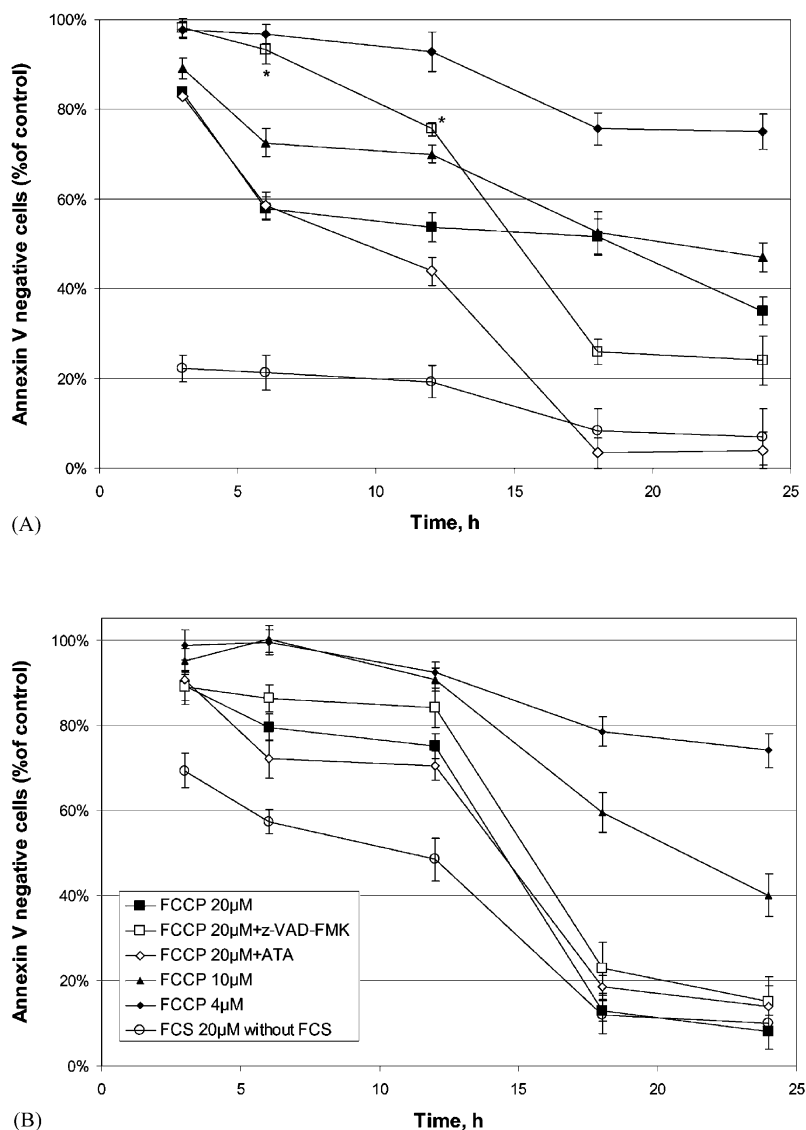 Annexin V negative cells (%of control)
100%
80%
60%
40%
20%
0%
*
*
0 5 10 15 20 25
Time, h
(A)
Annexin V negative cells (%of control)
100%
80%
60%
40%
20%
0%
FCCP 20µM
FCCP 20µM+z-VAD-FMK
FCCP 20µM+ATA
FCCP 10µM
FCCP 4µM
FCS 20µM without FCS
0 5 10 15 20 25
Time, h
(B)